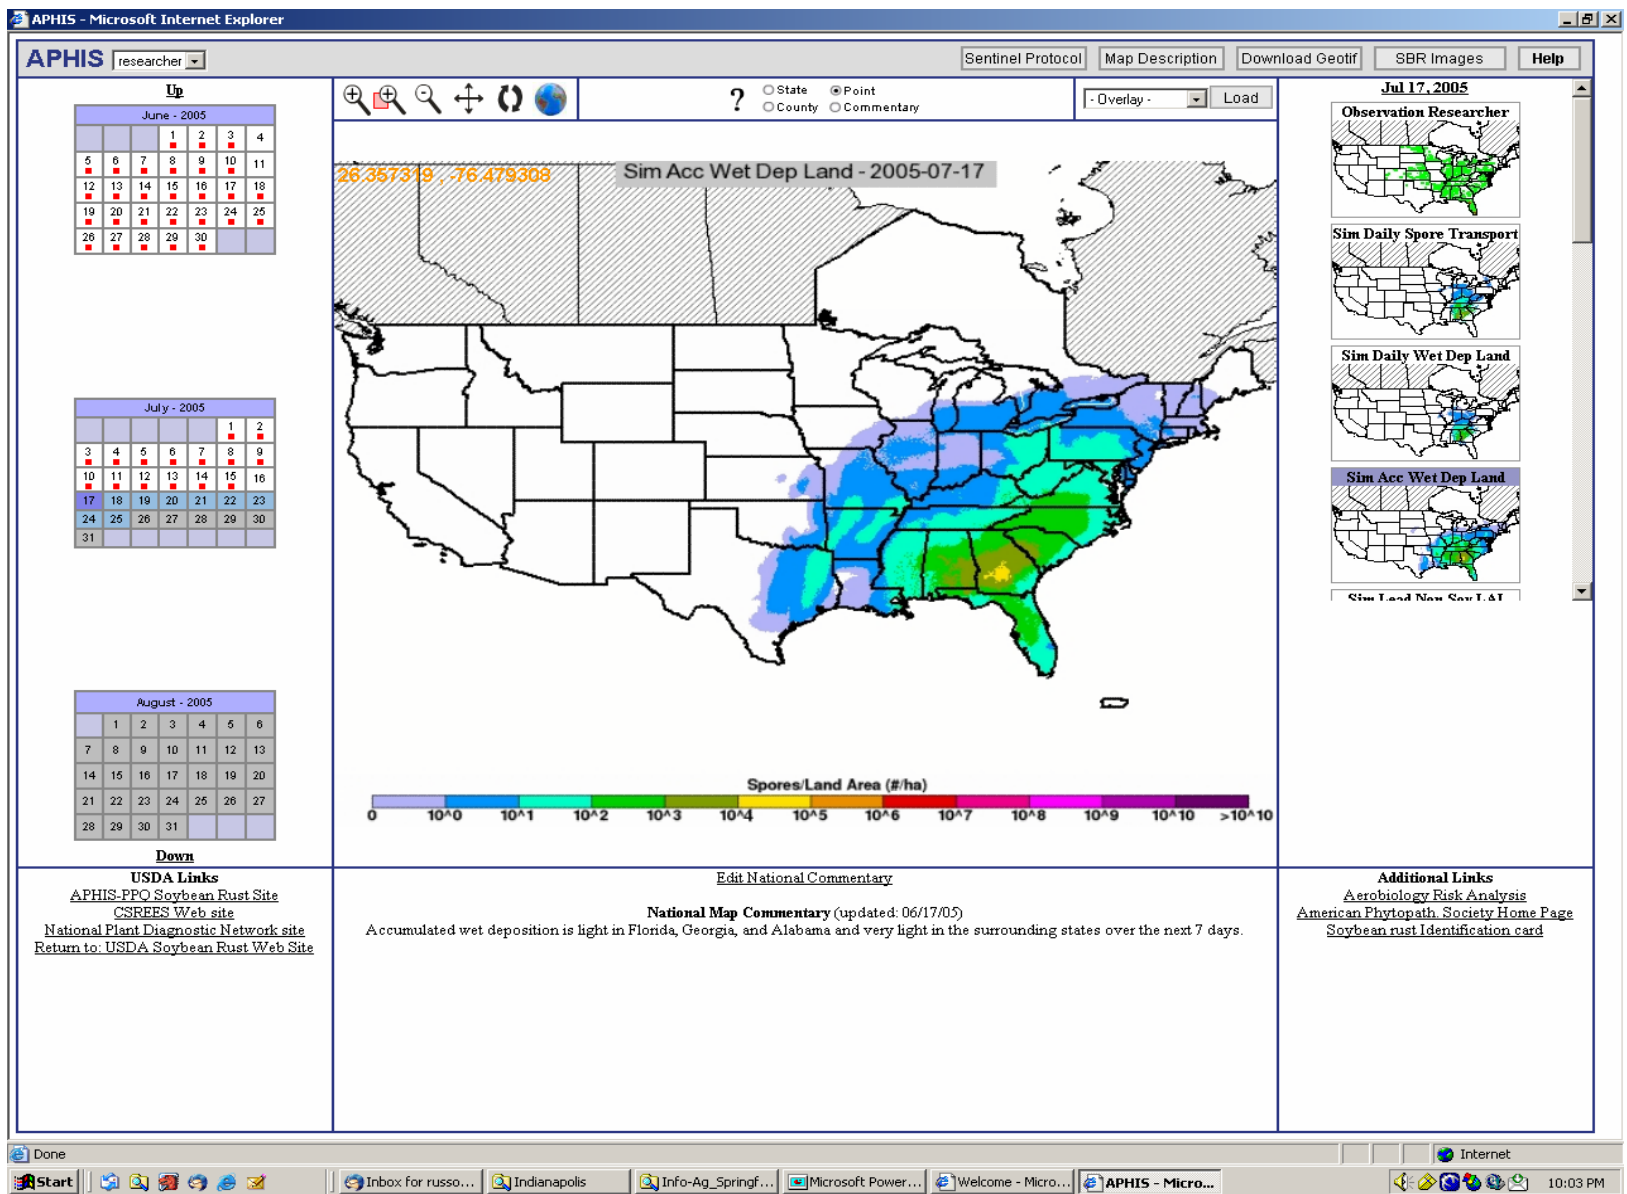 APHIS - Microsoft Internet Explorer
APHIS researcher
Sentinel Protocol Map Description Download Geotif SBR Images Help
Up
June - 2005
1 2 3 4
5 6 7 8 9 10 11
12 13 14 15 16 17 18
19 20 21 22 23 24 25
26 27 28 29 30
July - 2005
1 2
3 4 5 6 7 8 9
10 11 12 13 14 15 16
17 18 19 20 21 22 23
24 25 26 27 28 29 30
31
August - 2005
1 2 3 4 5 6
7 8 9 10 11 12 13
14 15 16 17 18 19 20
21 22 23 24 25 26 27
28 29 30 31
Down
? State Point
County Commentary
- Overlay - Load
26.357319 , -76.479308
Sim Acc Wet Dep Land - 2005-07-17
Spores/Land Area (#/ha)
0 10^0 10^1 10^2 10^3 10^4 10^5 10^6 10^7 10^8 10^9 10^10 >10^10
Jul 17, 2005
Observation Researcher
Sim Daily Spore Transport
Sim Daily Wet Dep Land
Sim Acc Wet Dep Land
Sim Lead Non Soy LAI
USDA Links
APHIS-PPQ Soybean Rust Site
CSREES Web site
National Plant Diagnostic Network site
Return to: USDA Soybean Rust Web Site
Edit National Commentary
National Map Commentary (updated: 06/17/05)
Accumulated wet deposition is light in Florida, Georgia, and Alabama and very light in the surrounding states over the next 7 days.
Additional Links
Aerobiology Risk Analysis
American Phytopath. Society Home Page
Soybean rust Identification card
Done
Internet
Start Inbox for russo... Indianapolis Info-Ag_Springf... Microsoft Power... Welcome - Micro... APHIS - Micro... 10:03 PM